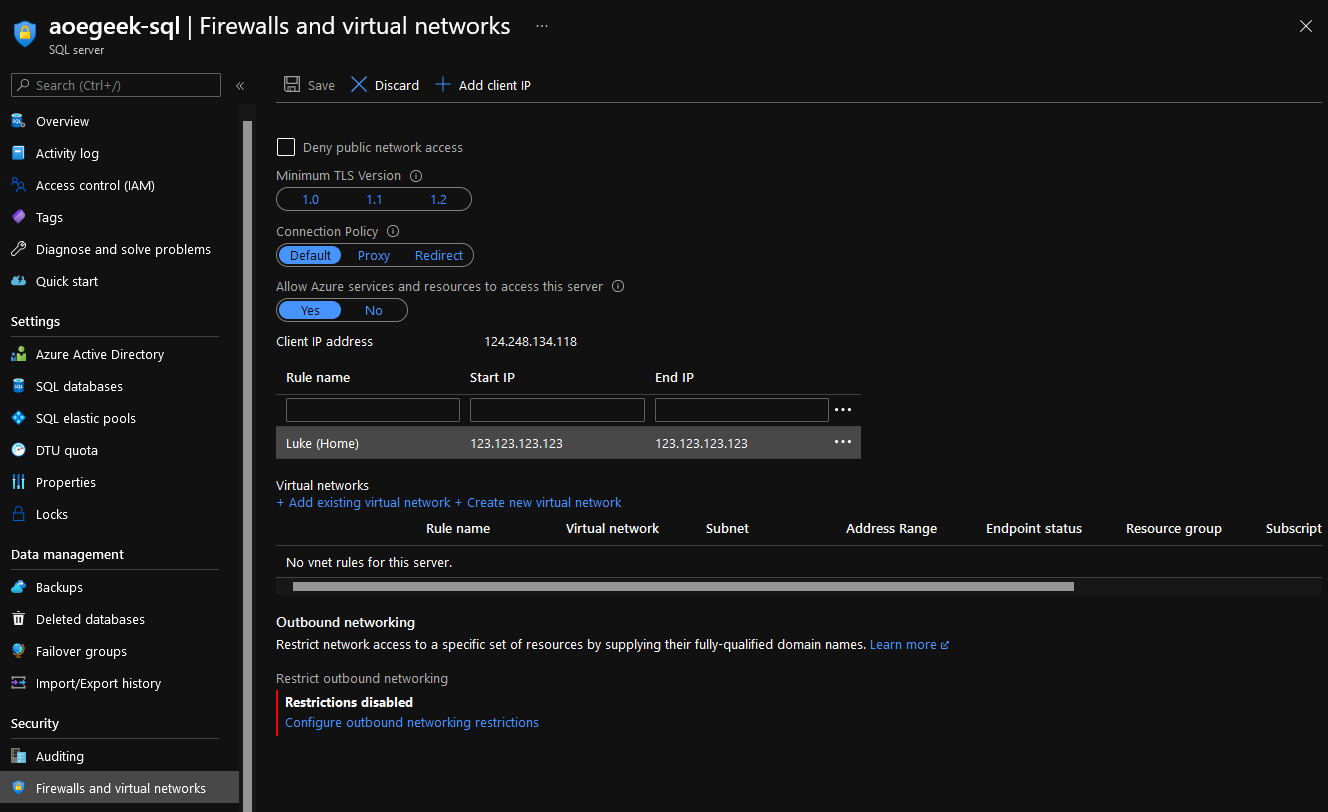 aoegeek-sql | Firewalls and virtual networks ...
SQL server
Search (Ctrl+/) «
Save Discard Add client IP
Overview
Activity log
Access control (IAM)
Tags
Diagnose and solve problems
Quick start
Settings
Azure Active Directory
SQL databases
SQL elastic pools
DTU quota
Properties
Locks
Data management
Backups
Deleted databases
Failover groups
Import/Export history
Security
Auditing
Firewalls and virtual networks
Deny public network access
Minimum TLS Version
1.0 1.1 1.2
Connection Policy
Default Proxy Redirect
Allow Azure services and resources to access this server
Yes No
Client IP address 124.248.134.118
Rule name Start IP End IP
Luke (Home) 123.123.123.123 123.123.123.123
Virtual networks
+ Add existing virtual network + Create new virtual network
Rule name Virtual network Subnet Address Range Endpoint status Resource group Subscript
No vnet rules for this server.
Outbound networking
Restrict network access to a specific set of resources by supplying their fully-qualified domain names. Learn more
Restrict outbound networking
Restrictions disabled
Configure outbound networking restrictions